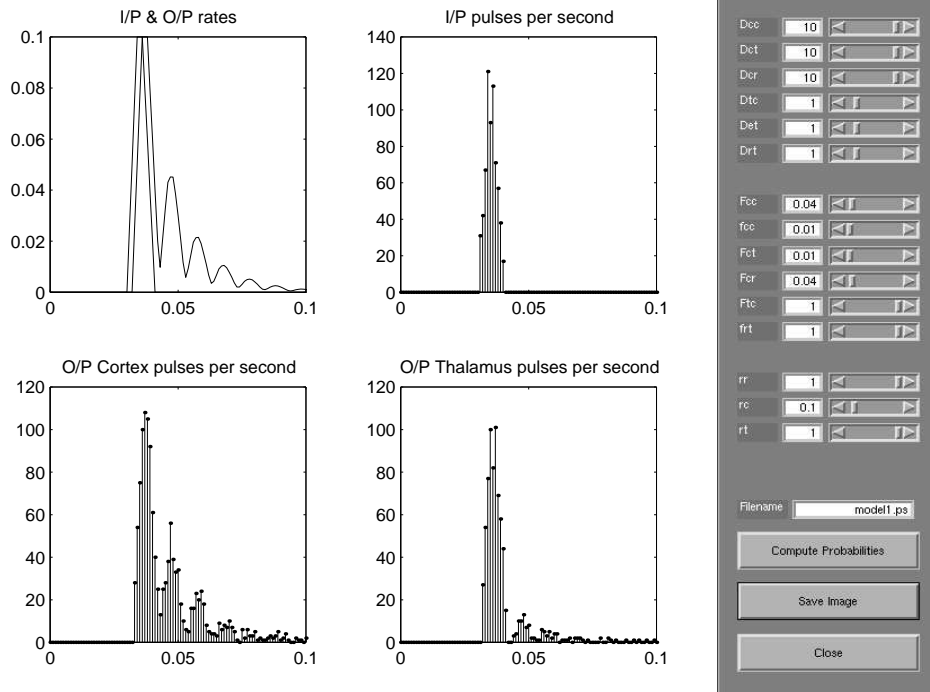 I/P & O/P rates
0.1
0.08
0.06
0.04
0.02
0
0
0.05
0.1
I/P pulses per second
140
120
100
80
60
40
20
0
0
0.05
0.1
O/P Cortex pulses per second
120
100
80
60
40
20
0
0
0.05
0.1
O/P Thalamus pulses per second
120
100
80
60
40
20
0
0
0.05
0.1
Dcc 10
Dct 10
Dcr 10
Dtc 1
Det 1
Drt 1
Fcc 0.04
fcc 0.01
Fct 0.01
Fcr 0.04
Ftc 1
frt 1
rr 1
rc 0.1
rt 1
Filename model1.ps
Compute Probabilities
Save Image
Close